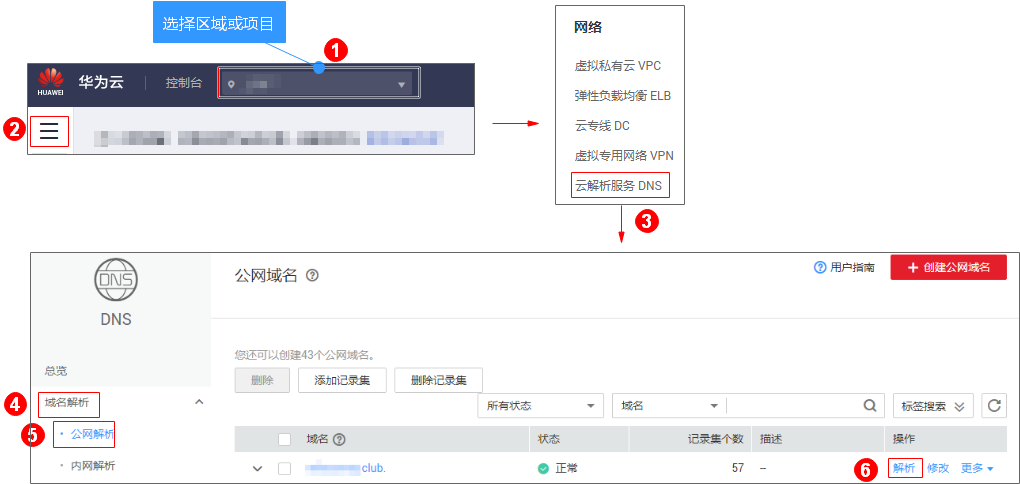 选择区域或项目
1
HUAWEI
华为云
控制台
2
网络
虚拟私有云 VPC
弹性负载均衡 ELB
云专线 DC
虚拟专用网络 VPN
云解析服务 DNS
3
DNS
DNS
总览
4
域名解析
5
· 公网解析
· 内网解析
公网域名 ?
? 用户指南
+ 创建公网域名
您还可以创建43个公网域名。
删除
添加记录集
删除记录集
所有状态
域名
标签搜索
域名 ?
状态
记录集个数
描述
操作
club.
正常
57
--
6
解析
修改
更多